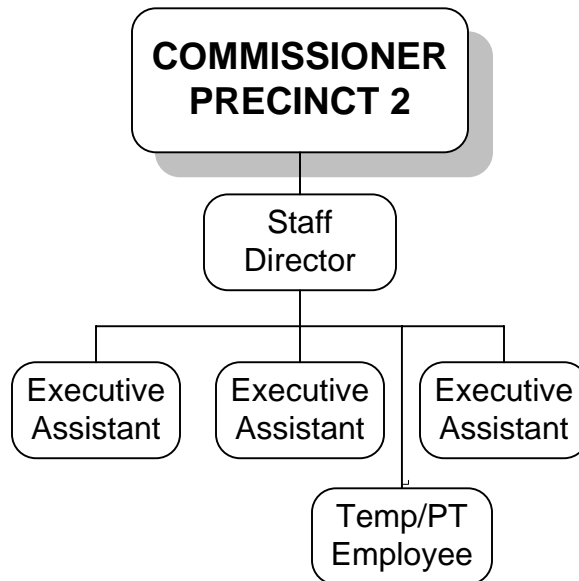 COMMISSIONER
PRECINCT 2
Staff
Director
Executive
Assistant
Executive
Assistant
Executive
Assistant
Temp/PT
Employee